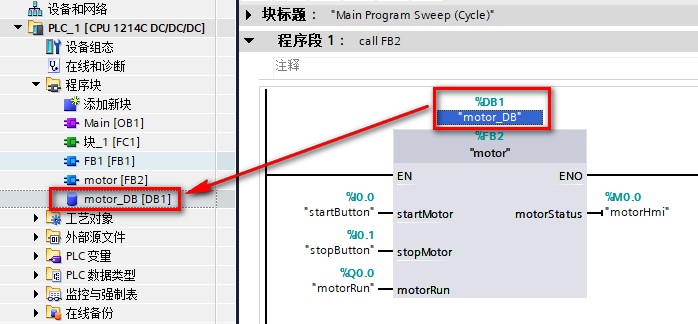 设备和网络
PLC_1 [CPU 1214C DC/DC/DC]
设备组态
在线和诊断
程序块
添加新块
Main [OB1]
块_1 [FC1]
FB1 [FB1]
motor [FB2]
motor_DB [DB1]
工艺对象
外部源文件
PLC 变量
PLC 数据类型
监控与强制表
在线备份
块标题： "Main Program Sweep (Cycle)"
程序段 1： call FB2
注释
%DB1
"motor_DB"
%FB2
"motor"
EN ENO
%I0.0
"startButton" startMotor
motorStatus
%M0.0
"motorHmi"
%I0.1
"stopButton" stopMotor
%Q0.0
"motorRun" motorRun